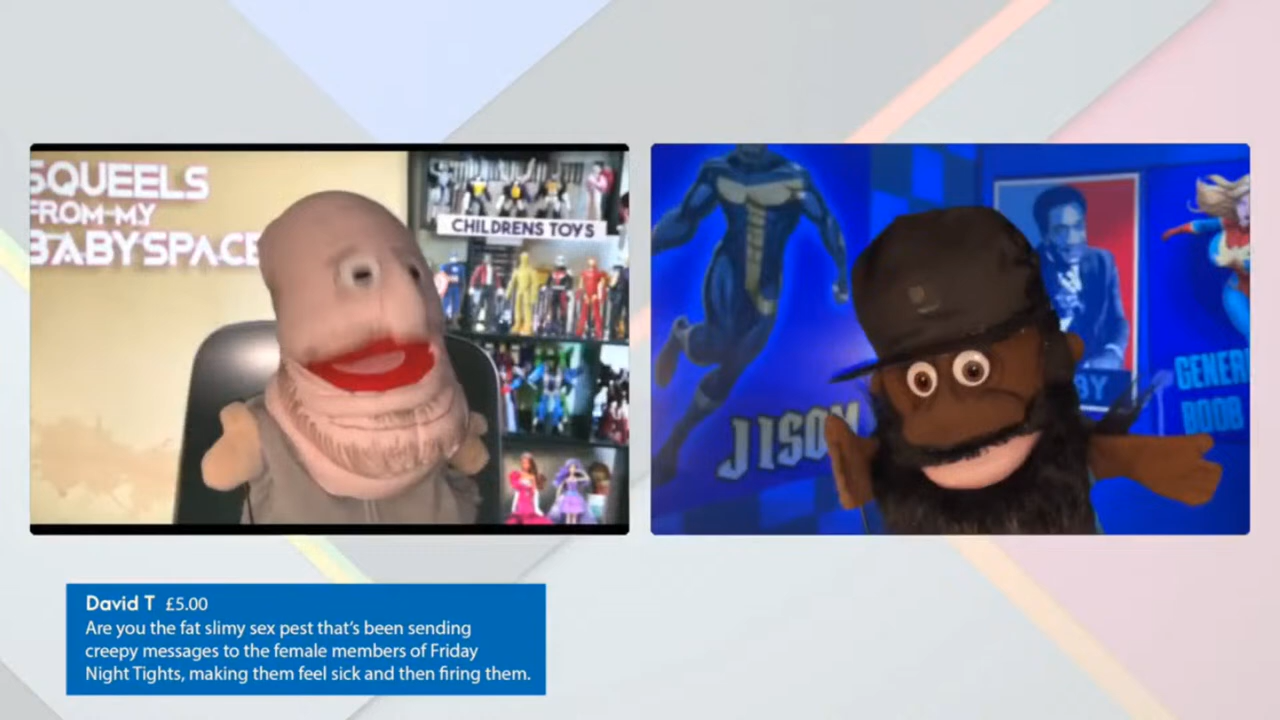 SQUEELS
FROM MY
BABYSPACE
CHILDRENS TOYS
JISOM
BY
GENERI
BOOB
David T £5.00
Are you the fat slimy sex pest that's been sending
creepy messages to the female members of Friday
Night Tights, making them feel sick and then firing them.